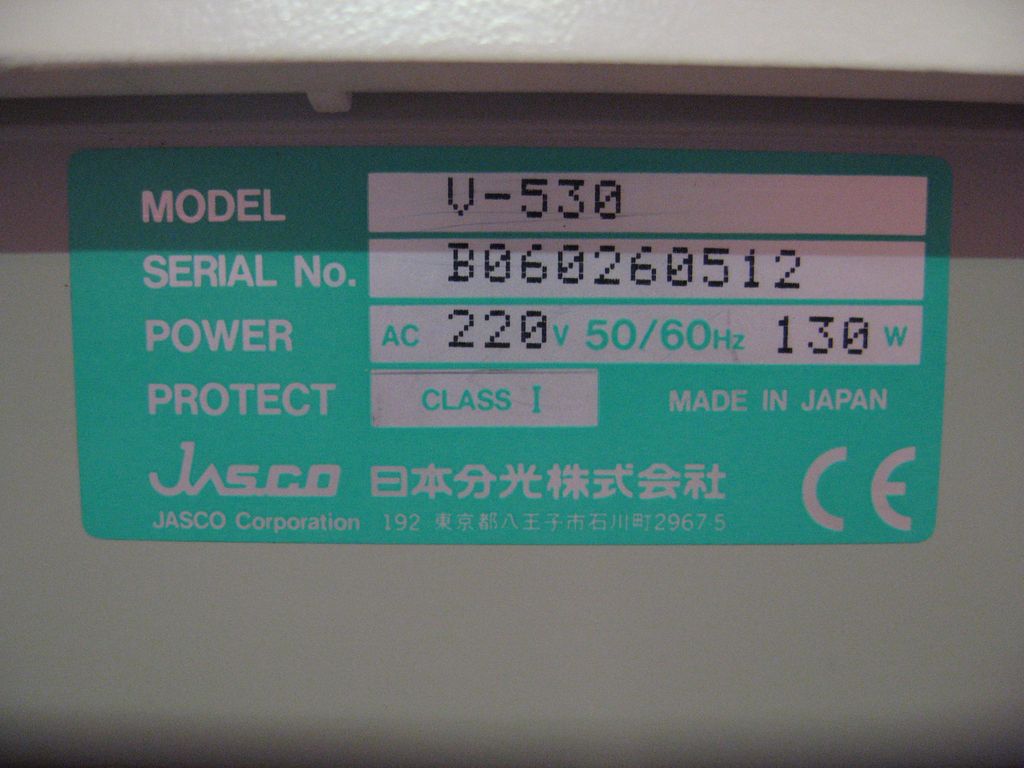 MODEL V-530
SERIAL No. B060260512
POWER AC 220V 50/60Hz 130W
PROTECT CLASS I MADE IN JAPAN
JASCO 日本分光株式会社 CE
JASCO Corporation 192 東京都八王子市石川町2967-5